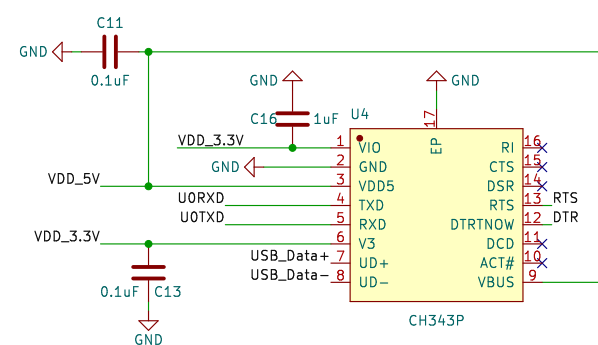 C11
GND
0.1uF
GND
GND
17
C16
1uF
U4
EP
VDD_3.3V
1
VIO
RI
16
GND
2
GND
CTS
15
VDD_5V
3
VDD5
DSR
14
U0RXD
4
TXD
RTS
13
RTS
U0TXD
5
RXD
DTRTNOW
12
DTR
VDD_3.3V
6
V3
DCD
11
USB_Data+
7
UD+
ACT#
10
USB_Data-
8
UD-
VBUS
9
0.1uF
C13
CH343P
GND